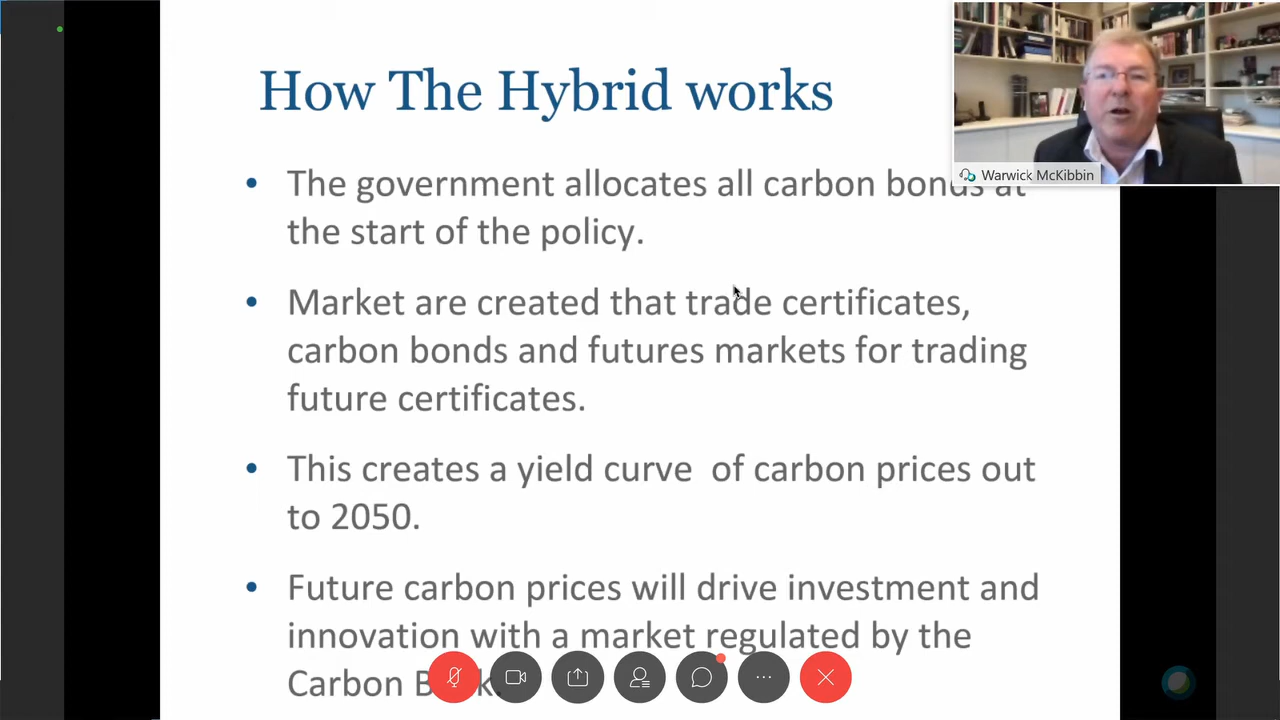 How The Hybrid works
Warwick McKibbin
• The government allocates all carbon bonds at
the start of the policy.
• Market are created that trade certificates,
carbon bonds and futures markets for trading
future certificates.
• This creates a yield curve of carbon prices out
to 2050.
• Future carbon prices will drive investment and
innovation with a market regulated by the
Carbon